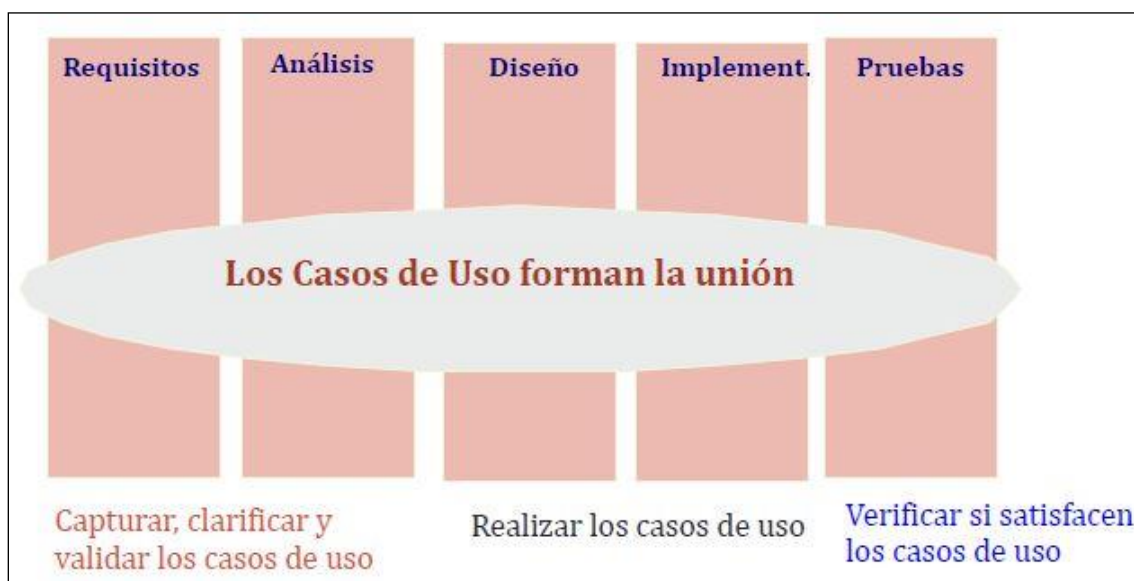 Requisitos
Análisis
Diseño
Implement.
Pruebas
Los Casos de Uso forman la unión
Capturar, clarificar y
validar los casos de uso
Realizar los casos de uso
Verificar si satisfacen
los casos de uso